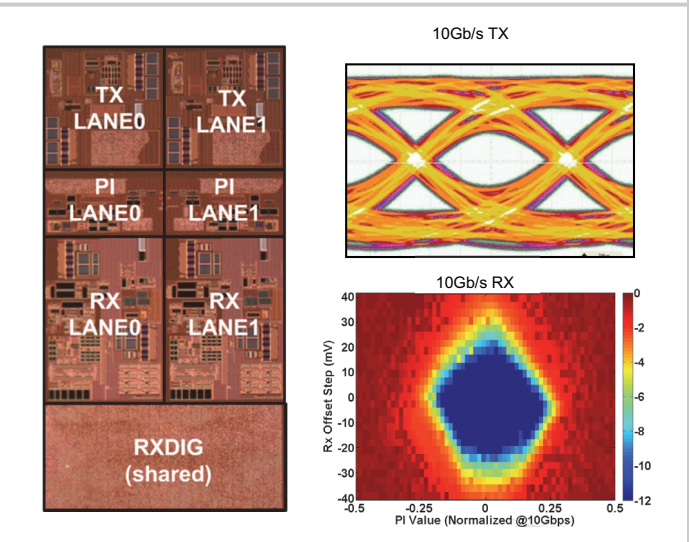 10Gb/s TX
TX
LANE0
TX
LANE1
PI
LANE0
PI
LANE1
RX
LANE0
RX
LANE1
RXDIG
(shared)
10Gb/s RX
Rx Offset Step (mV)
40
30
20
10
0
-10
-20
-30
-40
-0.5
-0.25
0
0.25
0.5
PI Value (Normalized @10Gbps)
0
-2
-4
-6
-8
-10
-12